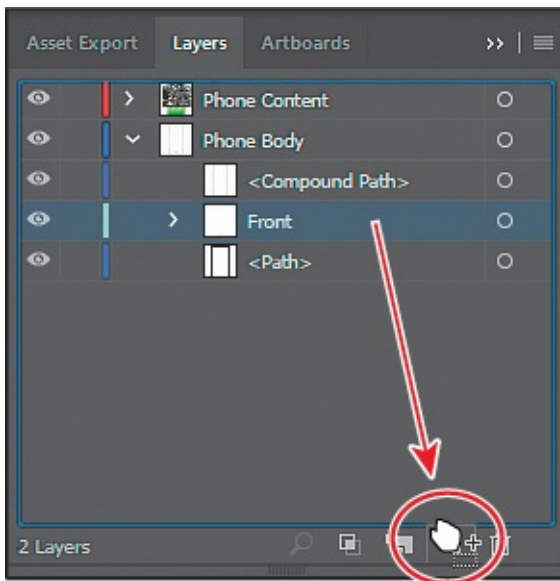 Asset Export Layers Artboards
Phone Content
Phone Body
<Compound Path>
Front
<Path>
2 Layers